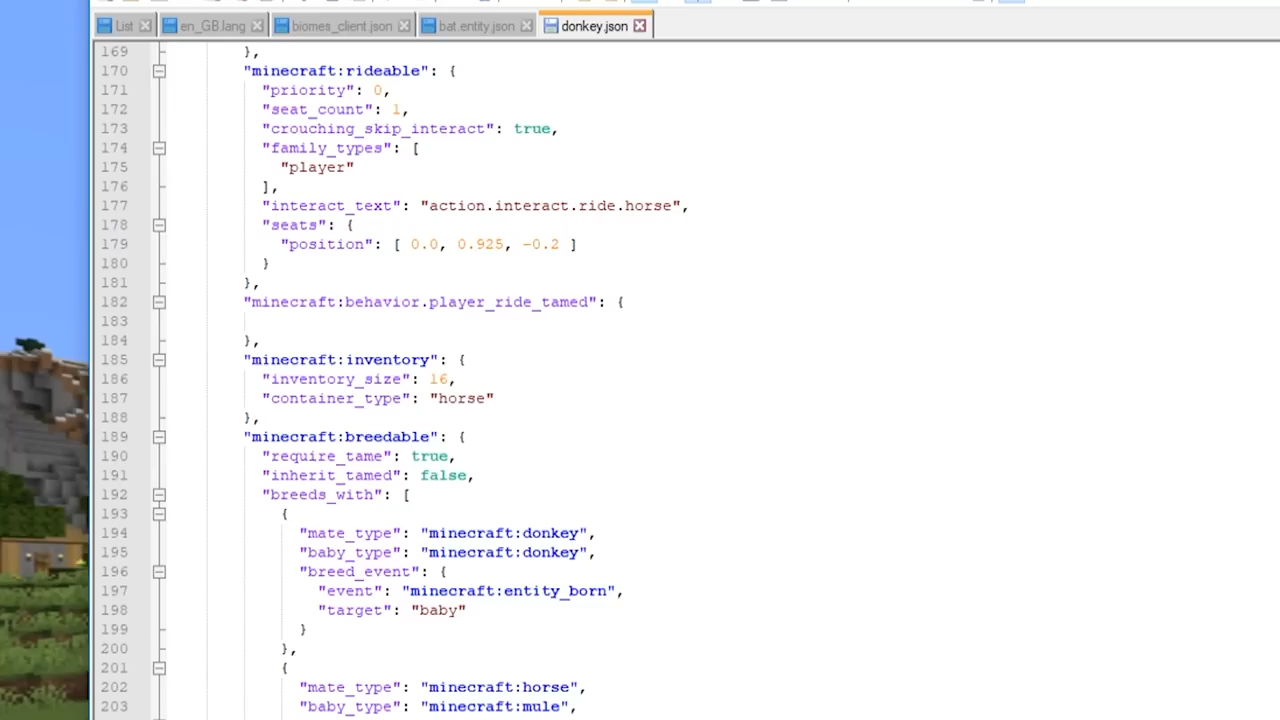 List en_GB.lang biomes_client.json bat.entity.json donkey.json
169 },
170 "minecraft:rideable": {
171 "priority": 0,
172 "seat_count": 1,
173 "crouching_skip_interact": true,
174 "family_types": [
175 "player"
176 ],
177 "interact_text": "action.interact.ride.horse",
178 "seats": {
179 "position": [ 0.0, 0.925, -0.2 ]
180 }
181 },
182 "minecraft:behavior.player_ride_tamed": {
183
184 },
185 "minecraft:inventory": {
186 "inventory_size": 16,
187 "container_type": "horse"
188 },
189 "minecraft:breedable": {
190 "require_tame": true,
191 "inherit_tamed": false,
192 "breeds_with": [
193 {
194 "mate_type": "minecraft:donkey",
195 "baby_type": "minecraft:donkey",
196 "breed_event": {
197 "event": "minecraft:entity_born",
198 "target": "baby"
199 }
200 },
201 {
202 "mate_type": "minecraft:horse",
203 "baby_type": "minecraft:mule",